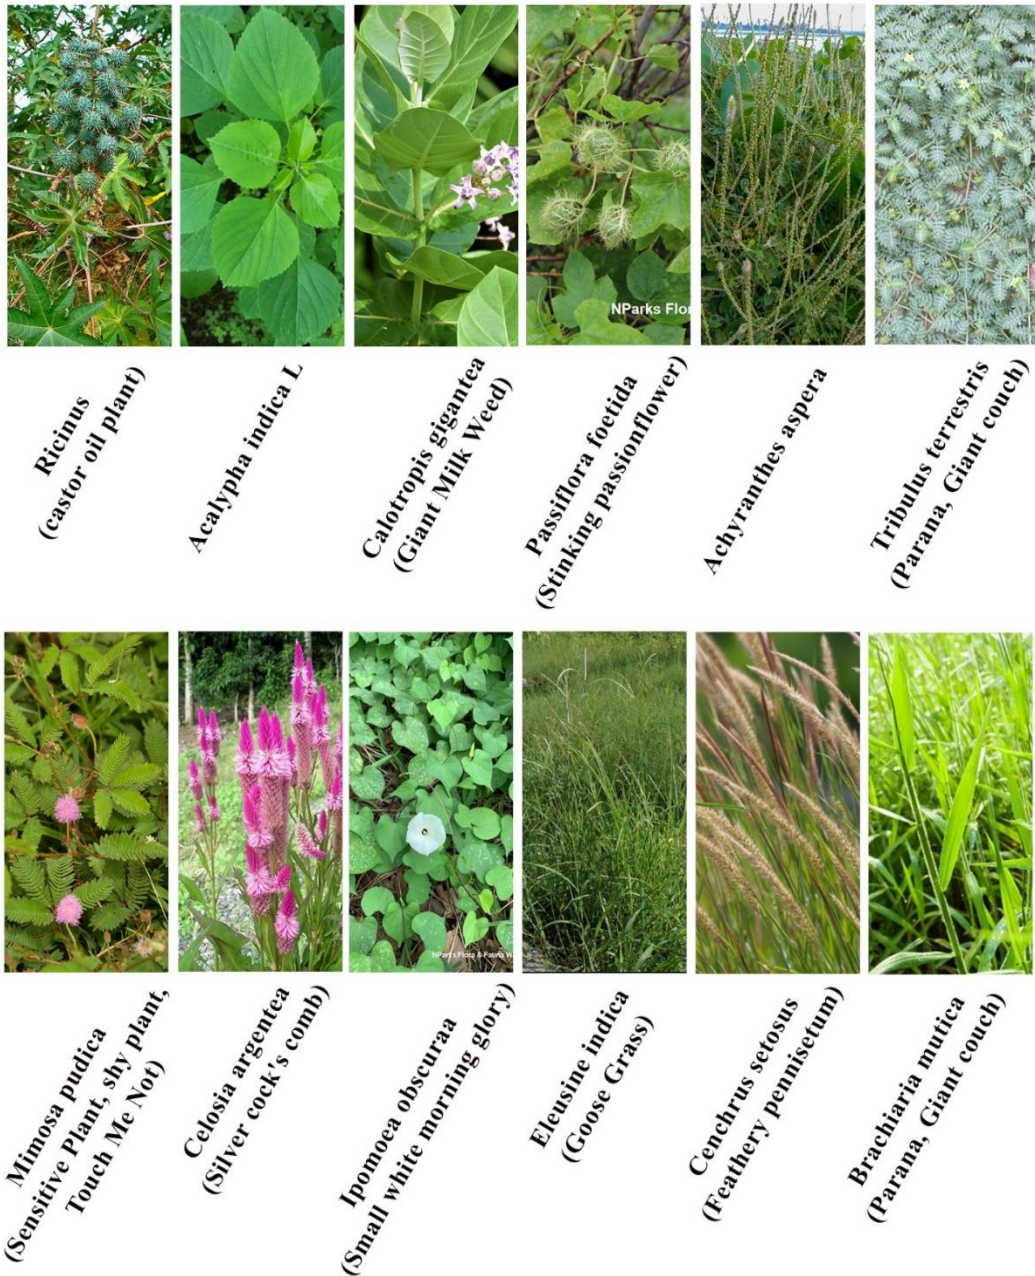 NParks Flor
Ricinus
(castor oil plant)
Acalypha indica L
Calotropis gigantea
(Giant Milk Weed)
Passiflora foetida
(Stinking passionflower)
Achyranthes aspera
Tribulus terrestris
(Parana, Giant couch)
NParks Flora & Fauna W
Mimosa pudica
(Sensitive Plant, shy plant,
Touch Me Not)
Celosia argentea
(Silver cock's comb)
Ipomoea obscuraa
(Small white morning glory)
Eleusine indica
(Goose Grass)
Cenchrus setosus
(Feathery pennisetum)
Brachiaria mutica
(Parana, Giant couch)